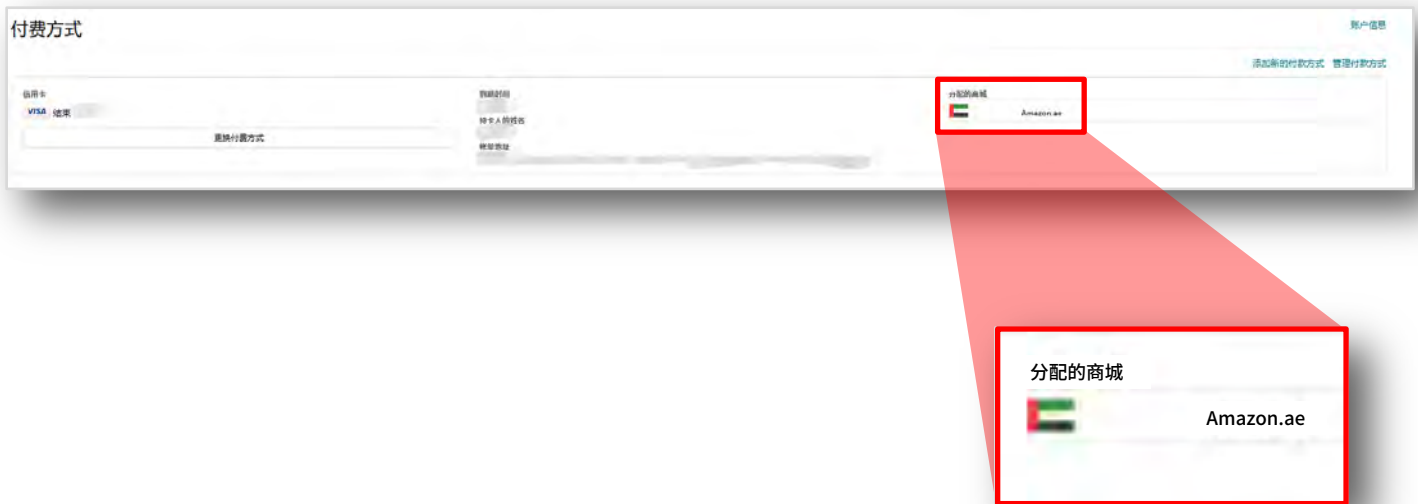 付费方式
账户信息
添加新的付款方式 管理付款方式
信用卡
VISA 结束
更换付费方式
到期时间
持卡人的姓名
帐单地址
分配的商城
Amazon.ae
分配的商城
Amazon.ae